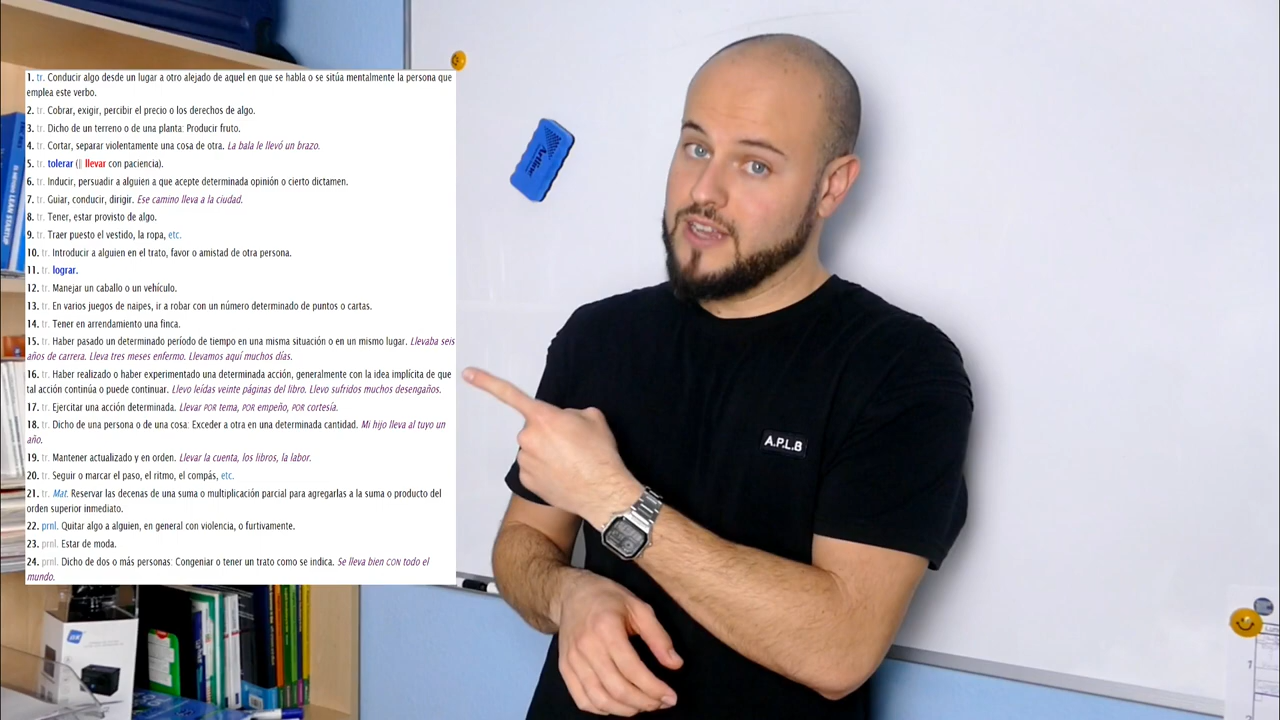 1. tr. Conducir algo desde un lugar a otro alejado de aquel en que se habla o se sitúa mentalmente la persona que
emplea este verbo.
2. tr. Cobrar, exigir, percibir el precio o los derechos de algo.
3. tr. Dicho de un terreno o de una planta: Producir fruto.
4. tr. Cortar, separar violentamente una cosa de otra. La bala le llevó un brazo.
5. tr. tolerar (‖ llevar con paciencia).
6. tr. Inducir, persuadir a alguien a que acepte determinada opinión o cierto dictamen.
7. tr. Guiar, conducir, dirigir. Ese camino lleva a la ciudad.
8. tr. Tener, estar provisto de algo.
9. tr. Traer puesto el vestido, la ropa, etc.
10. tr. Introducir a alguien en el trato, favor o amistad de otra persona.
11. tr. lograr.
12. tr. Manejar un caballo o un vehículo.
13. tr. En varios juegos de naipes, ir a robar con un número determinado de puntos o cartas.
14. tr. Tener en arrendamiento una finca.
15. tr. Haber pasado un determinado período de tiempo en una misma situación o en un mismo lugar. Llevaba seis
años de carrera. Lleva tres meses enfermo. Llevamos aquí muchos días.
16. tr. Haber realizado o haber experimentado una determinada acción, generalmente con la idea implícita de que
tal acción continúa o puede continuar. Llevo leídas veinte páginas del libro. Llevo sufridos muchos desengaños.
17. tr. Ejercitar una acción determinada. Llevar POR tema, POR empeño, POR cortesía.
18. tr. Dicho de una persona o de una cosa: Exceder a otra en una determinada cantidad. Mi hijo lleva al tuyo un
año.
19. tr. Mantener actualizado y en orden. Llevar la cuenta, los libros, la labor.
20. tr. Seguir o marcar el paso, el ritmo, el compás, etc.
21. tr. Mat. Reservar las decenas de una suma o multiplicación parcial para agregarlas a la suma o producto del
orden superior inmediato.
22. prnl. Quitar algo a alguien, en general con violencia, o furtivamente.
23. prnl. Estar de moda.
24. prnl. Dicho de dos o más personas: Congeniar o tener un trato como se indica. Se lleva bien CON todo el
mundo.
A.P.L.B
LEAN STARTUP